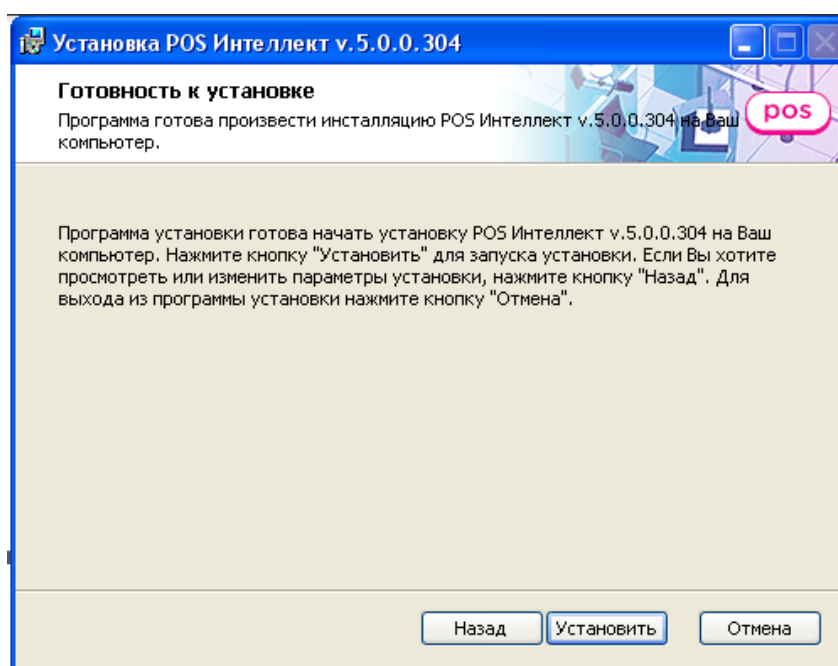 Установка POS Интеллект v.5.0.0.304
Готовность к установке
Программа готова произвести инсталляцию POS Интеллект v.5.0.0.304 на Ваш
компьютер.
pos
Программа установки готова начать установку POS Интеллект v.5.0.0.304 на Ваш
компьютер. Нажмите кнопку "Установить" для запуска установки. Если Вы хотите
просмотреть или изменить параметры установки, нажмите кнопку "Назад". Для
выхода из программы установки нажмите кнопку "Отмена".
Назад Установить Отмена